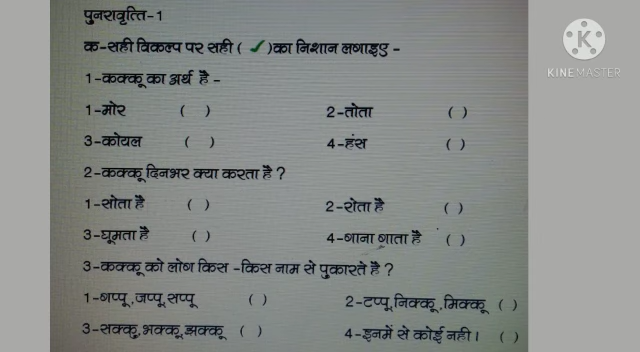 पुनरावृत्ति-1
क-सही विकल्प पर सही ( ✓ )का निशान लगाइए -
1-कक्कू का अर्थ है -
1-मोर ( ) 2-तोता ( )
3-कोयल ( ) 4-हंस ( )
2-कक्कू दिनभर क्या करता है ?
1-सोता है ( ) 2-रोता है ( )
3-घूमता है ( ) 4-गाना गाता है ( )
3-कक्कू को लोग किस -किस नाम से पुकारते है ?
1-गप्पू,जप्पू,सप्पू ( ) 2-टप्पू,निक्कू,मिक्कू ( )
3-सक्कु,भक्कू,झक्कू ( ) 4-इनमें से कोई नही। ( )
KINEMASTER